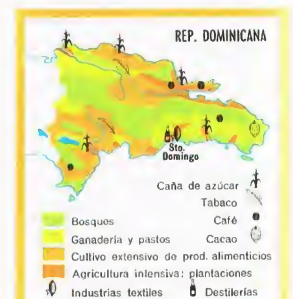 REP. DOMINICANA
Sto.
Domingo
Caña de azúcar
Tabaco
Bosques
Café
Ganadería y pastos
Cacao
Cultivo extensivo de prod. alimenticios
Agricultura intensiva: plantaciones
Industrias textiles
Destilerías